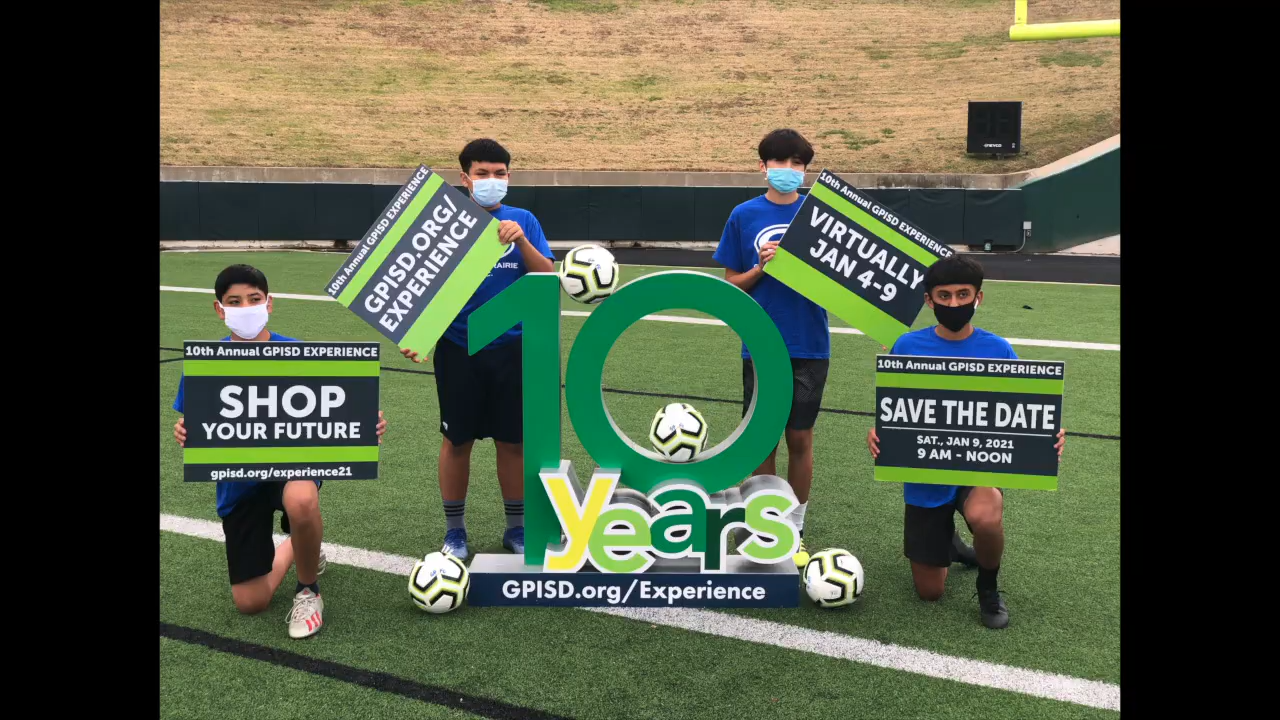 10th Annual GPISD EXPERIENCE
GPISD.ORG/
EXPERIENCE
10th Annual GPISD EXPERIENCE
VIRTUALLY
JAN 4-9
10th Annual GPISD EXPERIENCE
SHOP
YOUR FUTURE
gpisd.org/experience21
10th Annual GPISD EXPERIENCE
SAVE THE DATE
SAT., JAN 9, 2021
9 AM - NOON
10
years
GPISD.org/Experience